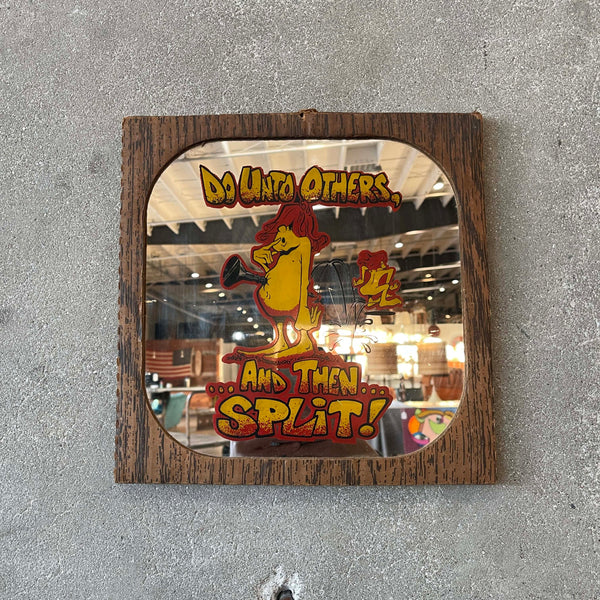 DO UNTO OTHERS,
...AND THEN...
...SPLIT!